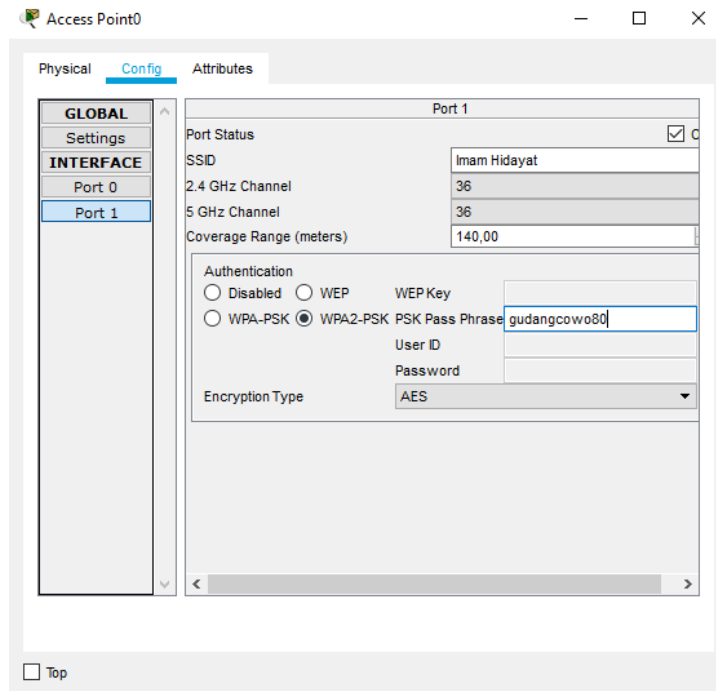 Access Point0
Physical Config Attributes
GLOBAL
Settings
INTERFACE
Port 0
Port 1
Port 1
Port Status
SSID Imam Hidayat
2.4 GHz Channel 36
5 GHz Channel 36
Coverage Range (meters) 140,00
Authentication
Disabled WEP WEP Key
WPA-PSK WPA2-PSK PSK Pass Phrase gudangcowo80
User ID
Password
Encryption Type AES
Top